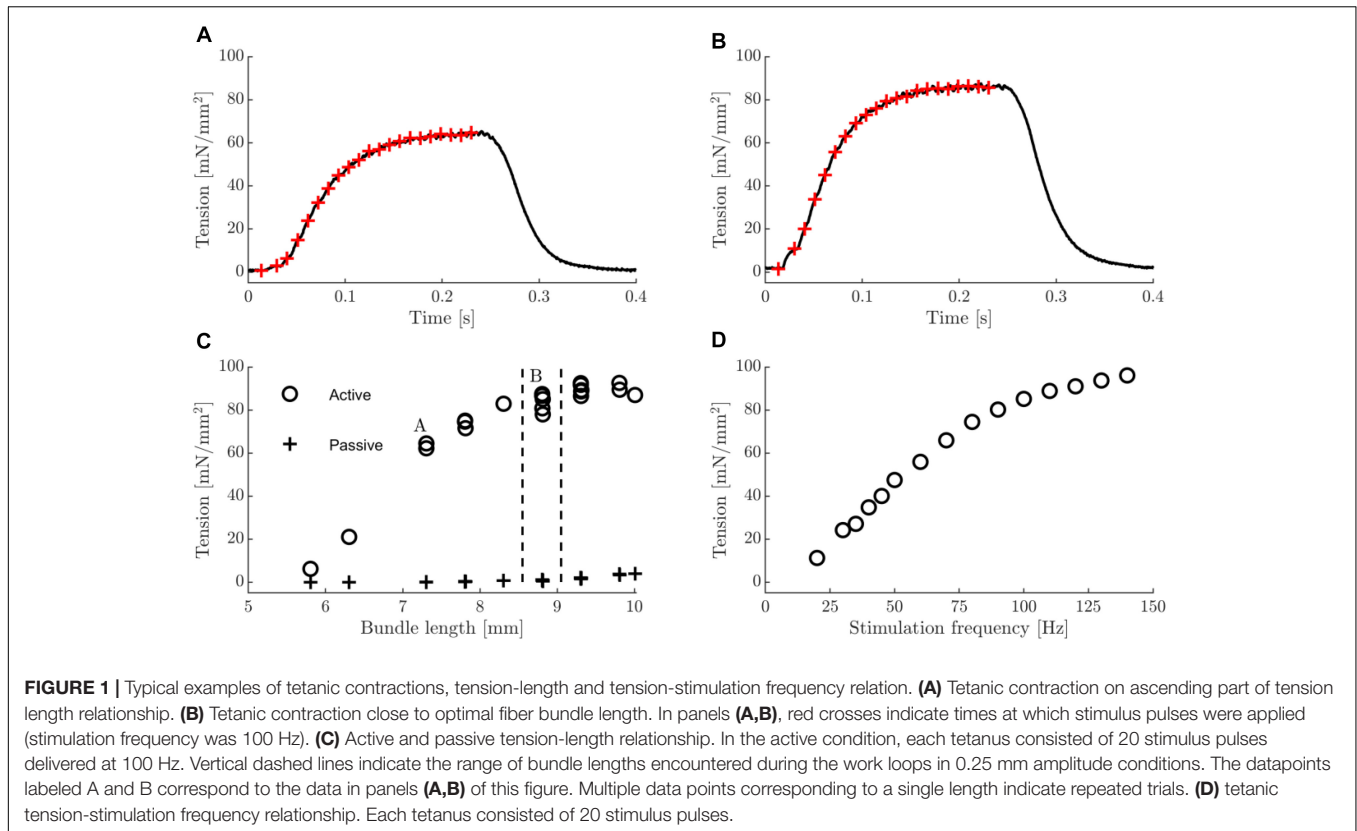 A
B
100
80
60
40
20
0
Tension [mN/mm²]
0
0.1
0.2
0.3
0.4
Time [s]
100
80
60
40
20
0
Tension [mN/mm²]
0
0.1
0.2
0.3
0.4
Time [s]
C
D
100
80
60
40
20
0
Tension [mN/mm²]
Active
Passive
A
B
5
6
7
8
9
10
Bundle length [mm]
100
80
60
40
20
0
Tension [mN/mm²]
0
25
50
75
100
125
150
Stimulation frequency [Hz]
FIGURE 1 | Typical examples of tetanic contractions, tension-length and tension-stimulation frequency relation. (A) Tetanic contraction on ascending part of tension
length relationship. (B) Tetanic contraction close to optimal fiber bundle length. In panels (A,B), red crosses indicate times at which stimulus pulses were applied
(stimulation frequency was 100 Hz). (C) Active and passive tension-length relationship. In the active condition, each tetanus consisted of 20 stimulus pulses
delivered at 100 Hz. Vertical dashed lines indicate the range of bundle lengths encountered during the work loops in 0.25 mm amplitude conditions. The datapoints
labeled A and B correspond to the data in panels (A,B) of this figure. Multiple data points corresponding to a single length indicate repeated trials. (D) tetanic
tension-stimulation frequency relationship. Each tetanus consisted of 20 stimulus pulses.